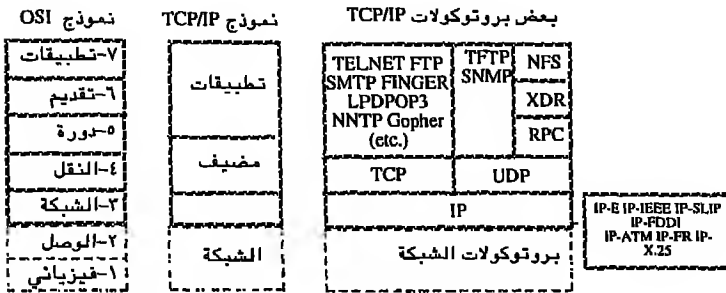 نموذج OSI
٧-تطبيقات
٦-تقديم
٥-دورة
٤-النقل
٣-الشبكة
٢-الوصل
١-فيزياني
نموذج TCP/IP
تطبيقات
مضيف
الشبكة
بعض بروتوكولات TCP/IP
TELNET FTP
SMTP FINGER
LPDPOP3
NNTP Gopher
(etc.)
TFTP
SNMP
NFS
XDR
RPC
TCP
UDP
IP
بروتوكولات الشبكة
IP-E IP-IEEE IP-SLIP
IP-FDDI
IP-ATM IP-FR IP-
X.25